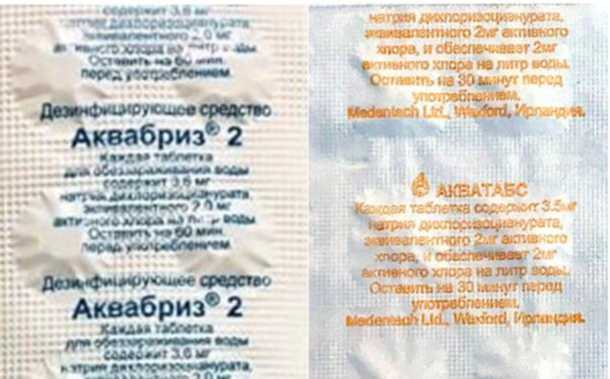 содержит 3,6 мг
натрия дихлоризоцианурата,
эквивалентного 2,0 мг
активного хлора на литр воды
Оставить на 60 мин.
перед употреблением
Дезинфицирующее средство
Аквабриз® 2
Каждая таблетка
для обеззараживания воды
содержит 3,6 мг
натрия дихлоризоцианурата,
эквивалентного 2,0 мг
активного хлора на литр воды
Оставить на 60 мин.
перед употреблением
Дезинфицирующее средство
Аквабриз® 2
Каждая таблетка
для обеззараживания воды
содержит 3,6 мг
натрия дихлоризоцианурата,
2,0 мг
натрия дихлоризоцианурата,
эквивалентного 2мг активного
хлора, и обеспечивает 2мг
активного хлора на литр воды.
Оставить на 30 минут перед
употреблением.
Medentech Ltd., Wexford, Ирландия.
АКВАТАБС
Каждая таблетка содержит 3.5мг
натрия дихлоризоцианурата,
эквивалентного 2мг активного
хлора, и обеспечивает 2мг
активного хлора на литр воды.
Оставить на 30 минут перед
употреблением.
Medentech Ltd., Wexford, Ирландия.